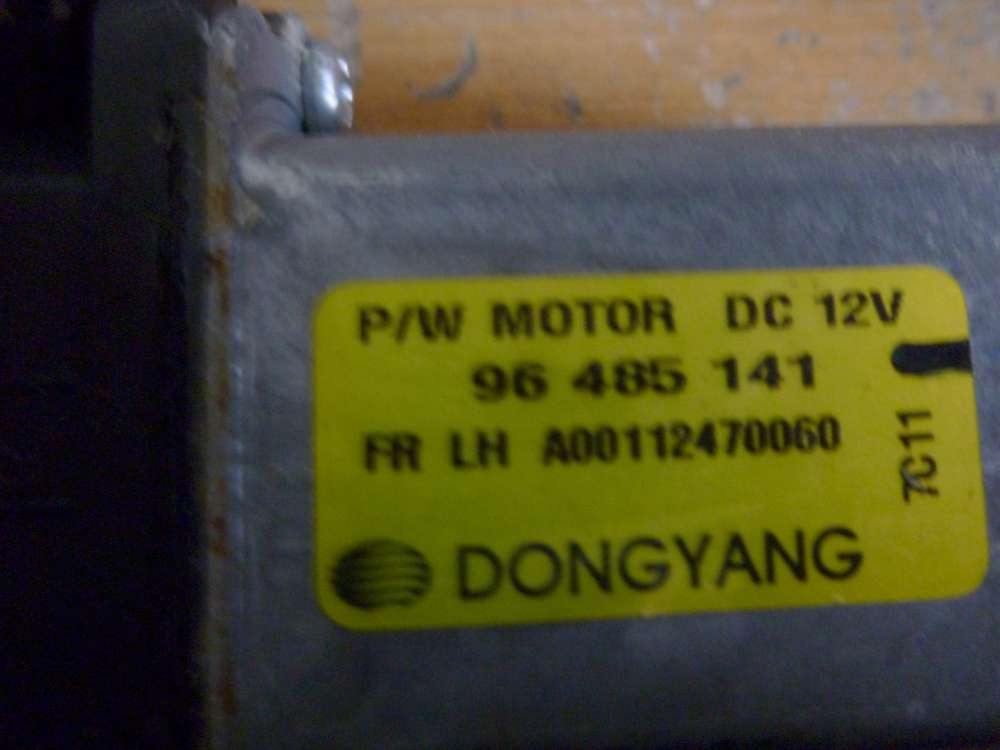 P/W MOTOR DC 12V
96 485 141
FR LH A00112470060
7C11
DONGYANG